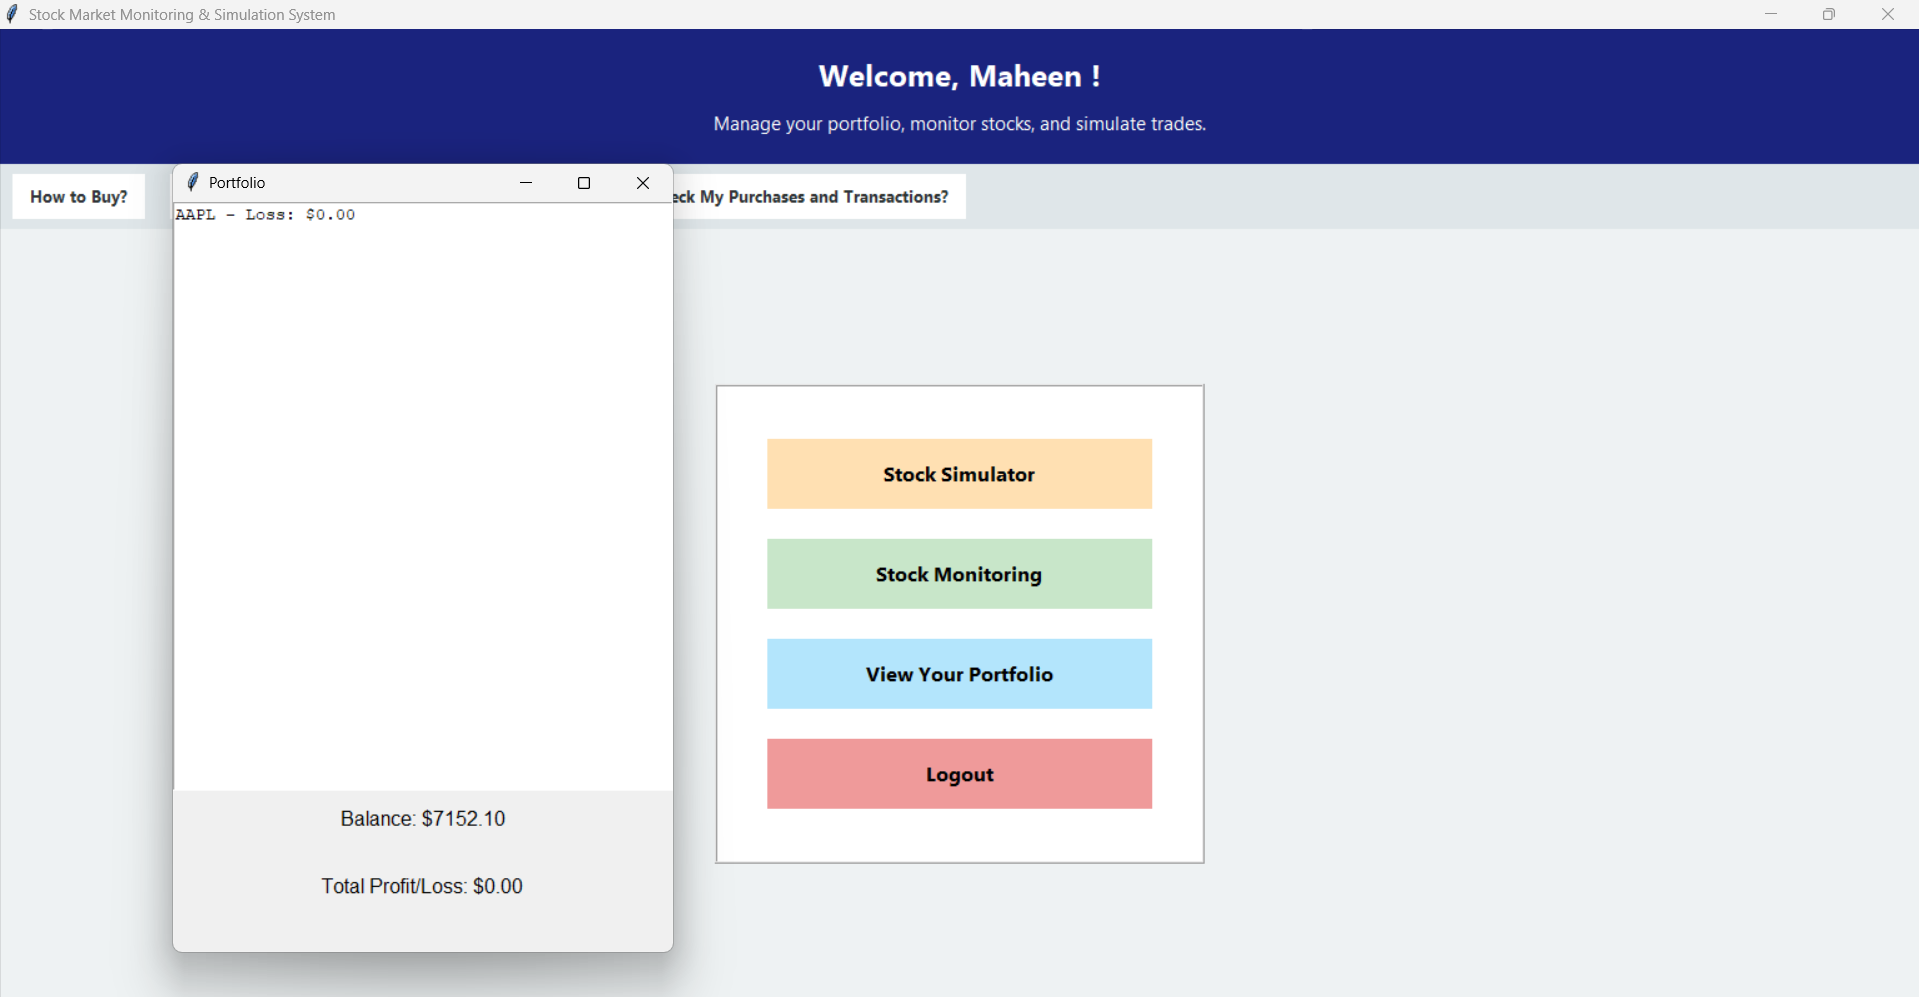 Stock Market Monitoring & Simulation System
Welcome, Maheen !
Manage your portfolio, monitor stocks, and simulate trades.
How to Buy?
My Purchases and Transactions?
Portfolio
AAPL - Loss: $0.00
Balance: $7152.10
Total Profit/Loss: $0.00
Stock Simulator
Stock Monitoring
View Your Portfolio
Logout